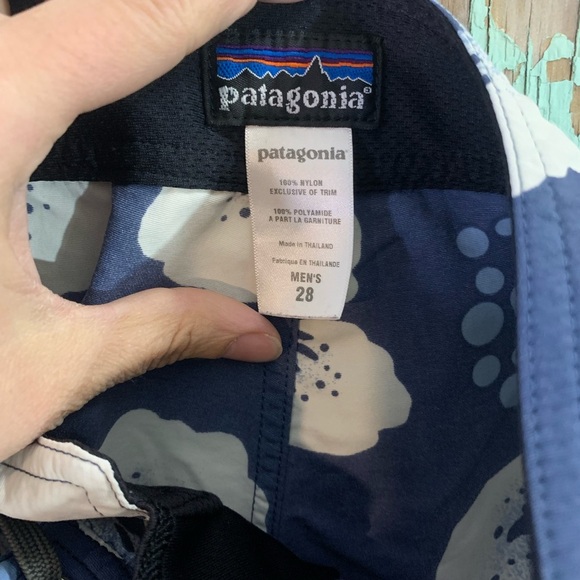 patagonia®
patagonia®
100% NYLON
EXCLUSIVE OF TRIM
100% POLYAMIDE
A PART LA GARNITURE
Made in THAILAND
Fabriqué EN THAILANDE
MEN'S
28